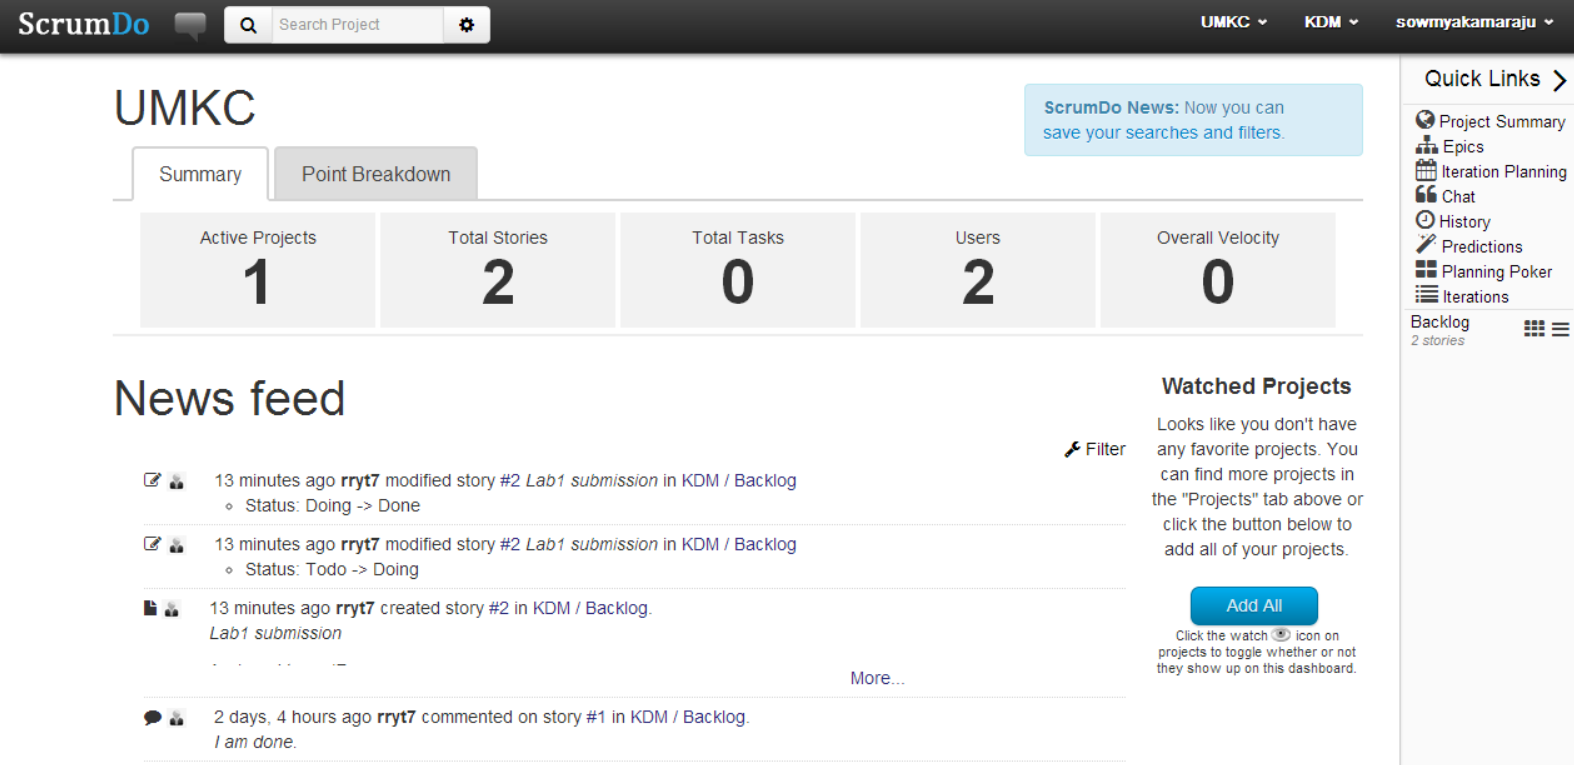 ScrumDo
Search Project
UMKC
KDM
sowmyakamaraju
UMKC
ScrumDo News: Now you can
save your searches and filters.
Summary
Point Breakdown
Active Projects
1
Total Stories
2
Total Tasks
0
Users
2
Overall Velocity
0
News feed
Filter
13 minutes ago rryt7 modified story #2 Lab1 submission in KDM / Backlog
Status: Doing -> Done
13 minutes ago rryt7 modified story #2 Lab1 submission in KDM / Backlog
Status: Todo -> Doing
13 minutes ago rryt7 created story #2 in KDM / Backlog.
Lab1 submission
More...
2 days, 4 hours ago rryt7 commented on story #1 in KDM / Backlog.
I am done.
Watched Projects
Looks like you don't have
any favorite projects. You
can find more projects in
the "Projects" tab above or
click the button below to
add all of your projects.
Add All
Click the watch icon on
projects to toggle whether or not
they show up on this dashboard.
Quick Links
Project Summary
Epics
Iteration Planning
Chat
History
Predictions
Planning Poker
Iterations
Backlog
2 stories